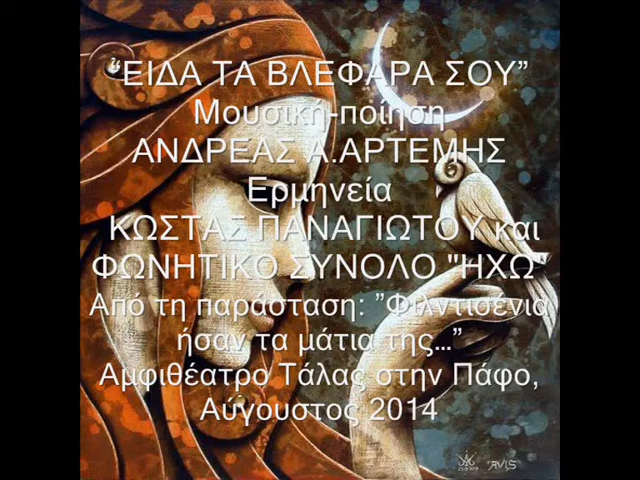 “ΕΙΔΑ ΤΑ ΒΛΕΦΑΡΑ ΣΟΥ”
Μουσική-ποίηση
ΑΝΔΡΕΑΣ Α.ΑΡΤΕΜΗΣ
Ερμηνεία
ΚΩΣΤΑΣ ΠΑΝΑΓΙΩΤΟΥ και
ΦΩΝΗΤΙΚΟ ΣΥΝΟΛΟ "ΗΧΩ"
Από τη παράσταση: ”Φιλντισένια
ήσαν τα μάτια της...”
Αμφιθέατρο Τάλας στην Πάφο,
Αύγουστος 2014
"AVIS"